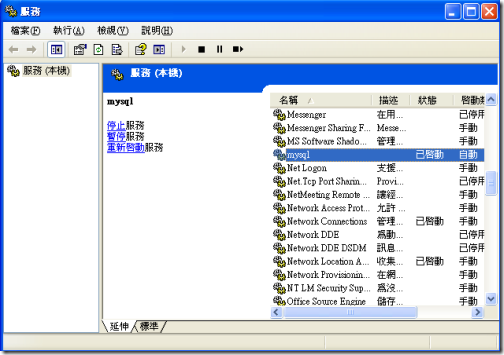 服務
檔案(F) 執行(A) 檢視(V) 說明(H)
服務 (本機)
服務 (本機)
mysql
停止服務
暫停服務
重新啟動服務
名稱 描述 狀態 啟動類
Messenger 在用... 已停用
Messenger Sharing F... Messe... 手動
MS Software Shado... 管理... 手動
mysql 已啟動 自動
Net Logon 支援... 手動
Net.Tcp Port Sharin... Provi... 已停用
NetMeeting Remote ... 讓經... 手動
Network Access Prot... 允許 ... 手動
Network Connections 管理... 已啟動 手動
Network DDE 為動... 已停用
Network DDE DSDM 訊息... 已停用
Network Location A... 收集... 已啟動 手動
Network Provisionin... 在網... 手動
NT LM Security Sup... 為沒... 手動
Office Source Engine 儲存... 手動
延伸 標準